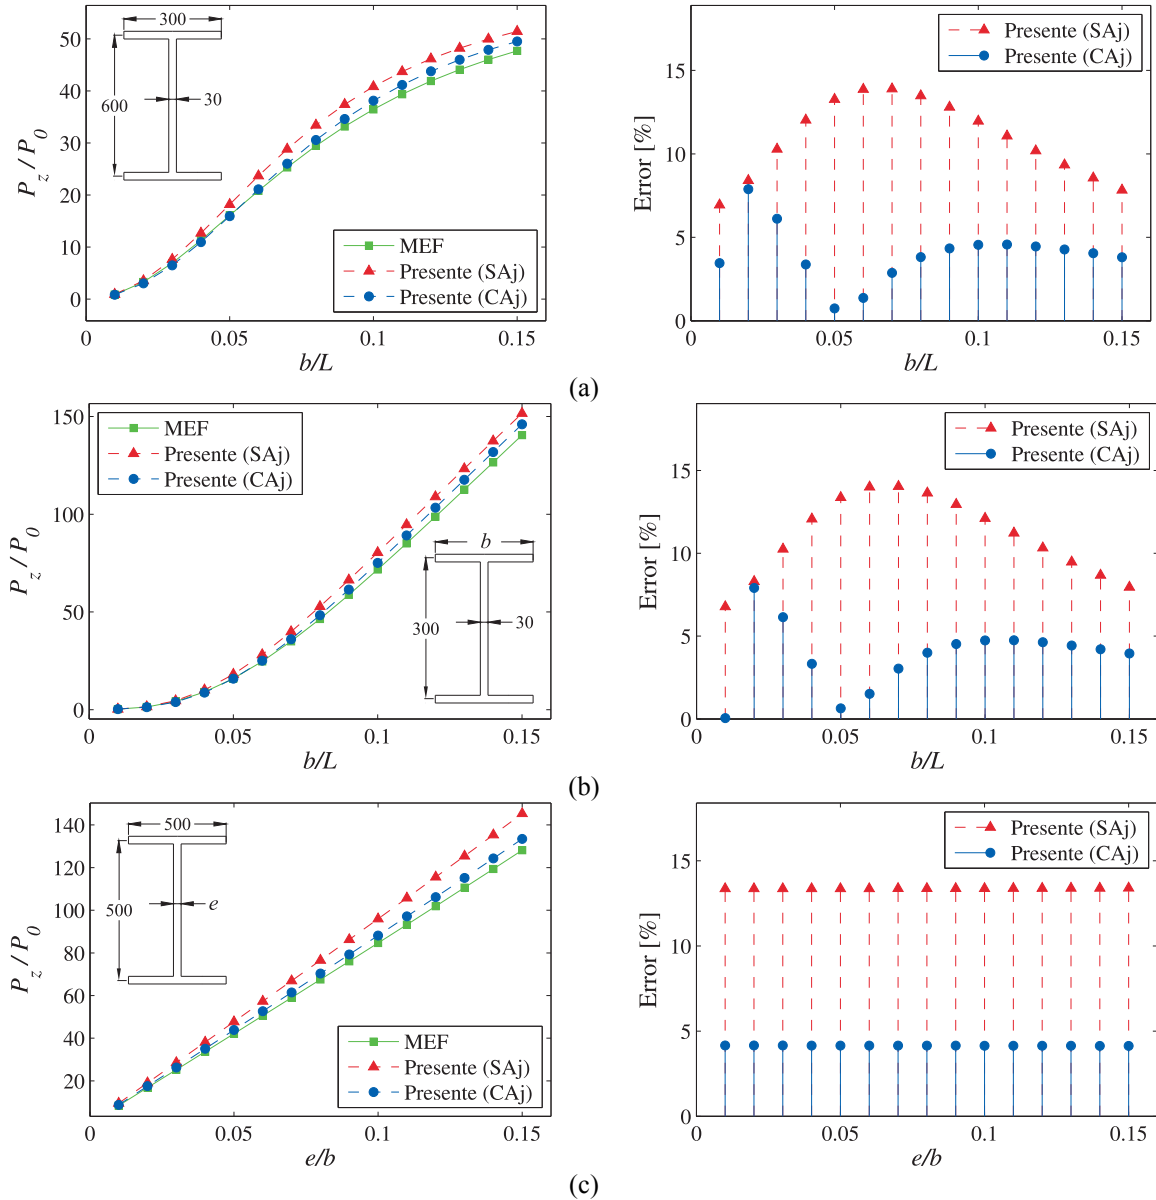 300
600
30
50
40
30
20
10
0
P_z / P_0
MEF
Presente (SAj)
Presente (CAj)
0 0.05 0.1 0.15
b/L
Presente (SAj)
Presente (CAj)
15
10
5
0
Error [%]
0 0.05 0.1 0.15
b/L
(a)
MEF
Presente (SAj)
Presente (CAj)
150
100
50
0
P_z / P_0
b
300
30
0 0.05 0.1 0.15
b/L
Presente (SAj)
Presente (CAj)
15
10
5
0
Error [%]
0 0.05 0.1 0.15
b/L
(b)
500
500
e
140
120
100
80
60
40
20
P_z / P_0
MEF
Presente (SAj)
Presente (CAj)
0 0.05 0.1 0.15
e/b
Presente (SAj)
Presente (CAj)
15
10
5
0
Error [%]
0 0.05 0.1 0.15
e/b
(c)